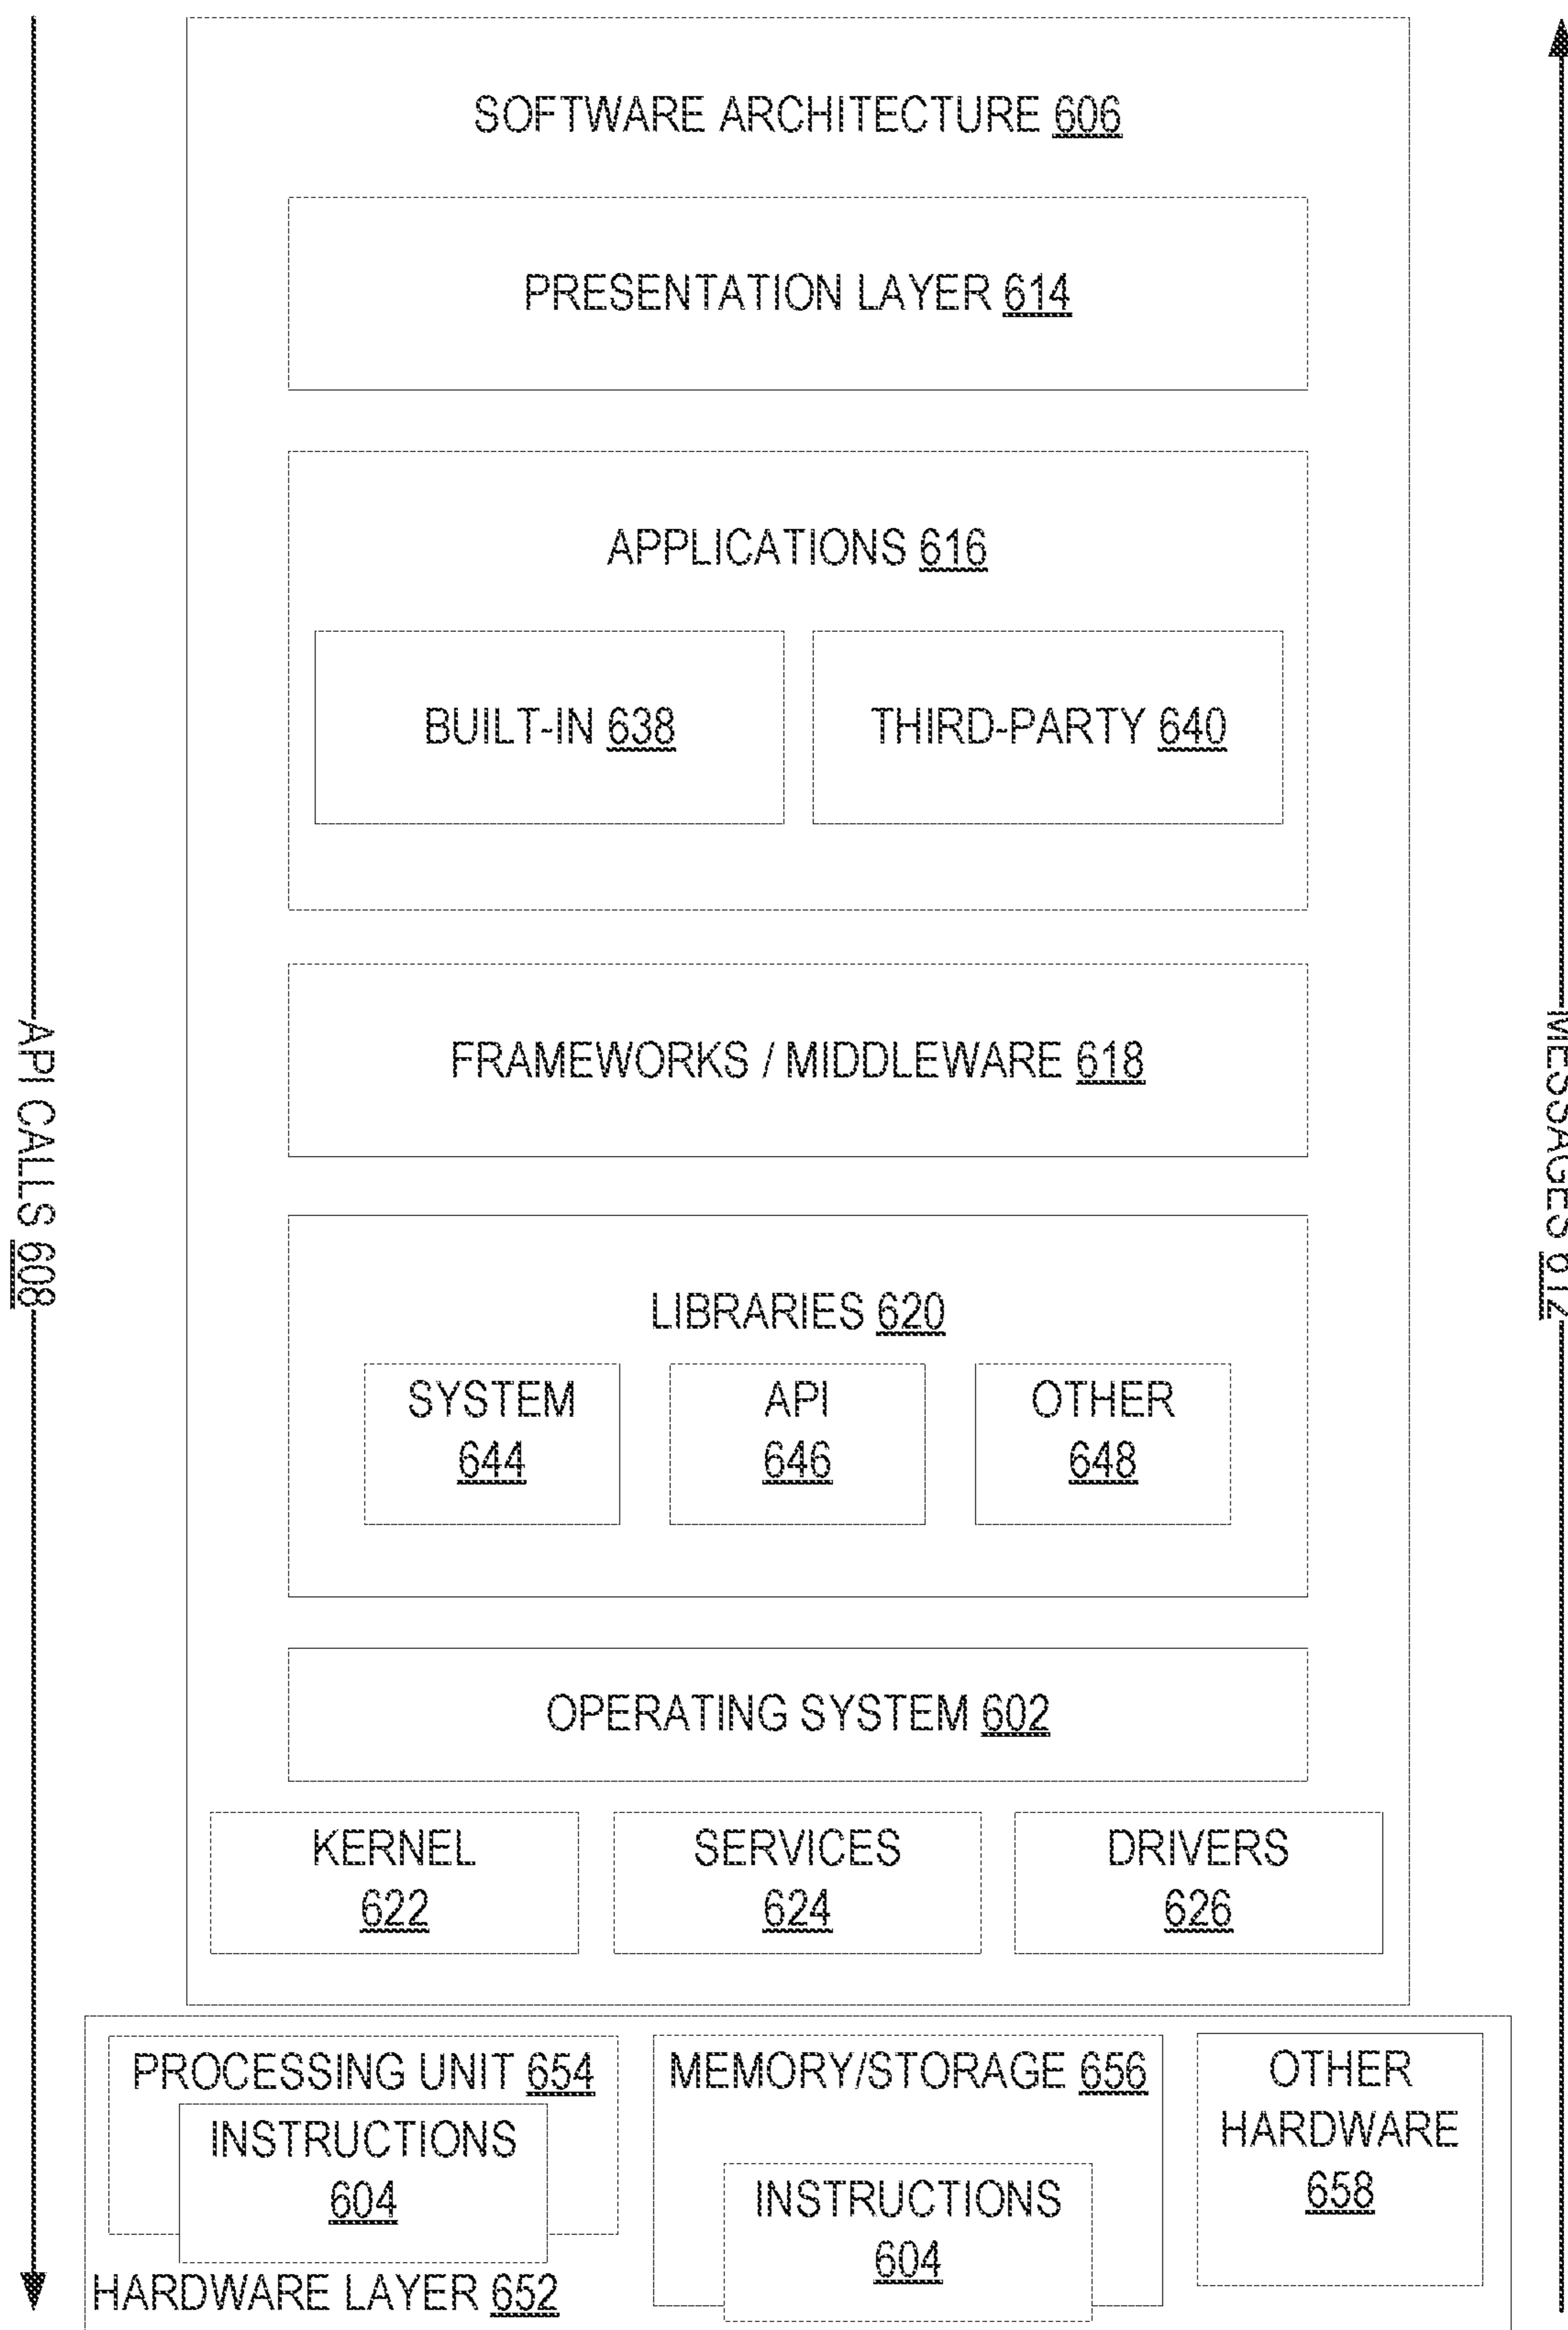 SOFTWARE ARCHITECTURE 606
PRESENTATION LAYER 614
APPLICATIONS 616
BUILT-IN 638
THIRD-PARTY 640
FRAMEWORKS / MIDDLEWARE 618
API CALLS 608
MESSAGES 612
LIBRARIES 620
SYSTEM
644
API
646
OTHER
648
OPERATING SYSTEM 602
KERNEL
622
SERVICES
624
DRIVERS
626
PROCESSING UNIT 654
INSTRUCTIONS
604
MEMORY/STORAGE 656
INSTRUCTIONS
604
OTHER
HARDWARE
658
HARDWARE LAYER 652